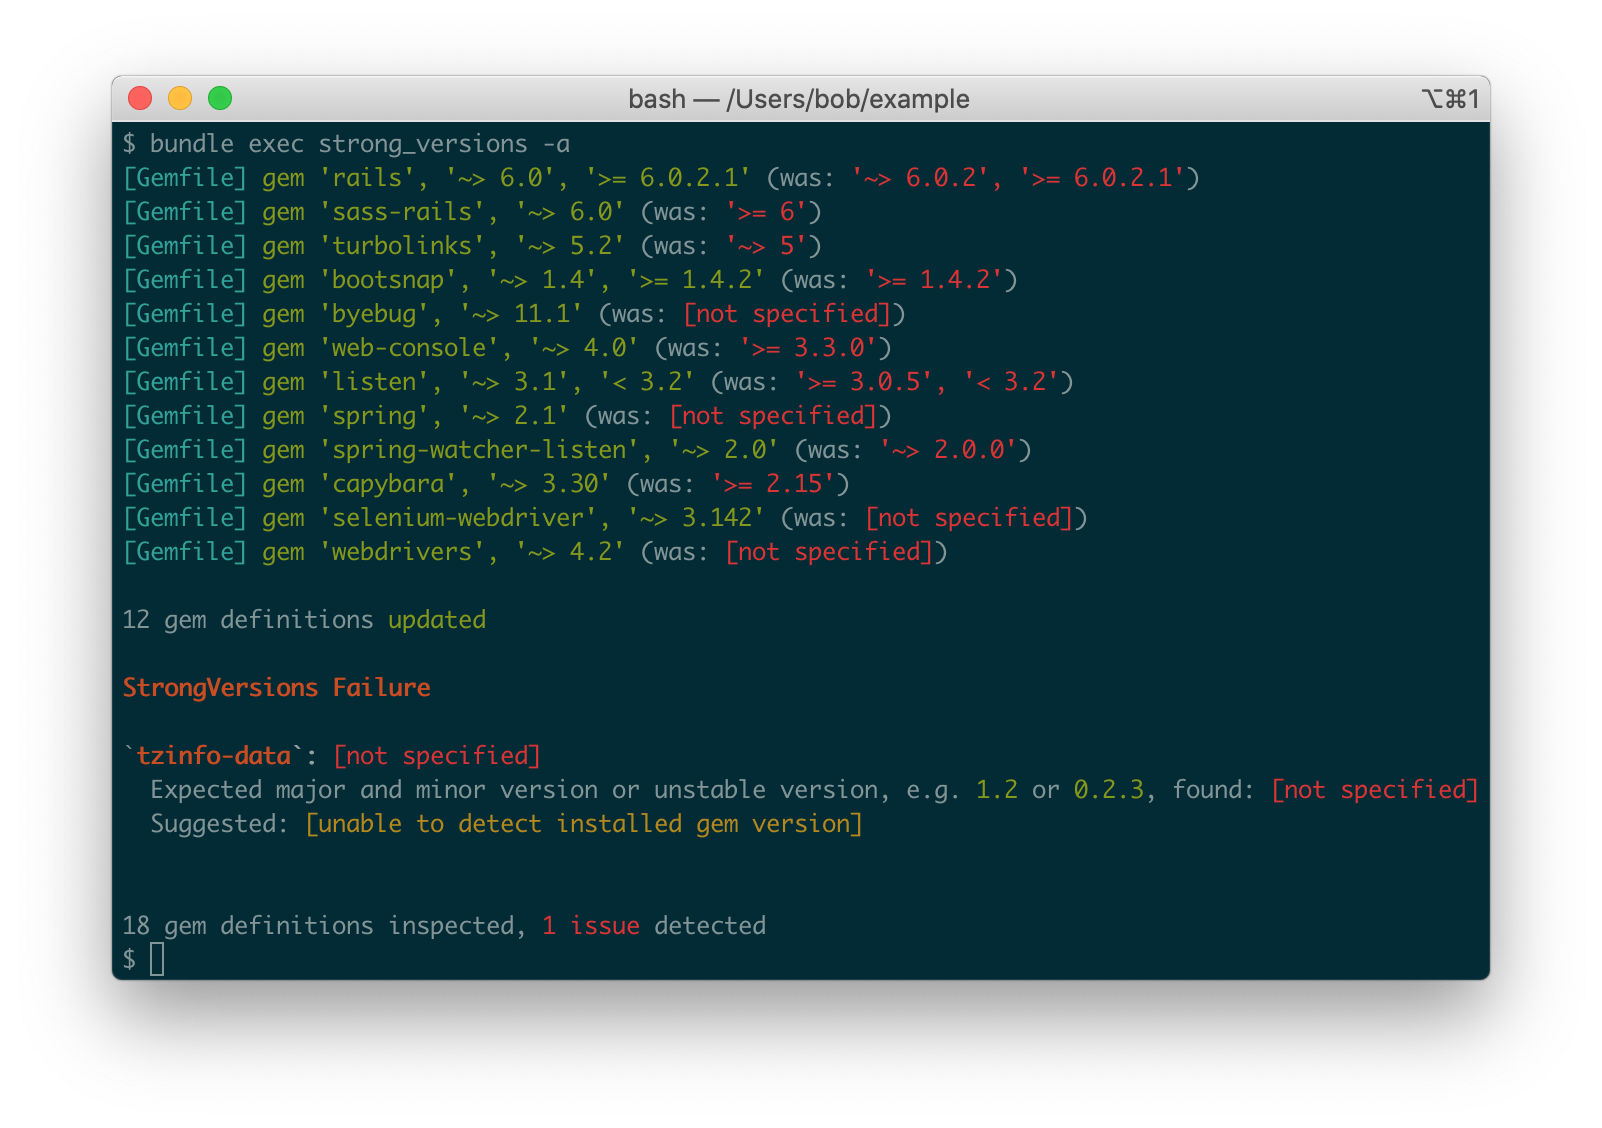 bash — /Users/bob/example ⌥⌘1
$ bundle exec strong_versions -a
[Gemfile] gem 'rails', '~> 6.0', '>= 6.0.2.1' (was: '~> 6.0.2', '>= 6.0.2.1')
[Gemfile] gem 'sass-rails', '~> 6.0' (was: '>= 6')
[Gemfile] gem 'turbolinks', '~> 5.2' (was: '~> 5')
[Gemfile] gem 'bootsnap', '~> 1.4', '>= 1.4.2' (was: '>= 1.4.2')
[Gemfile] gem 'byebug', '~> 11.1' (was: [not specified])
[Gemfile] gem 'web-console', '~> 4.0' (was: '>= 3.3.0')
[Gemfile] gem 'listen', '~> 3.1', '< 3.2' (was: '>= 3.0.5', '< 3.2')
[Gemfile] gem 'spring', '~> 2.1' (was: [not specified])
[Gemfile] gem 'spring-watcher-listen', '~> 2.0' (was: '~> 2.0.0')
[Gemfile] gem 'capybara', '~> 3.30' (was: '>= 2.15')
[Gemfile] gem 'selenium-webdriver', '~> 3.142' (was: [not specified])
[Gemfile] gem 'webdrivers', '~> 4.2' (was: [not specified])
12 gem definitions updated
StrongVersions Failure
`tzinfo-data`: [not specified]
Expected major and minor version or unstable version, e.g. 1.2 or 0.2.3, found: [not specified]
Suggested: [unable to detect installed gem version]
18 gem definitions inspected, 1 issue detected
$